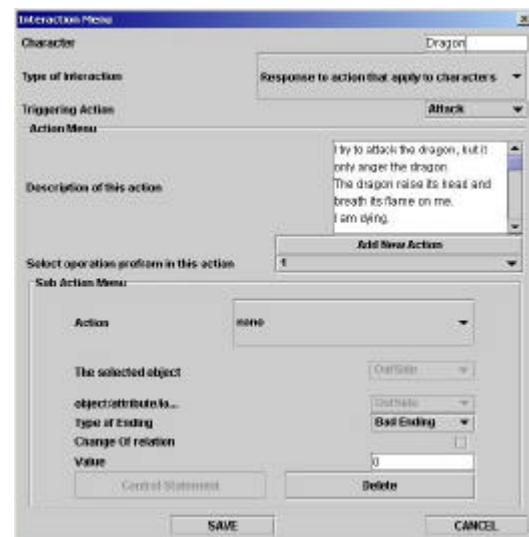 Interaction Menu
Character Dragon
Type of Interaction Response to action that apply to characters
Triggering Action Attack
Action Menu
I try to attack the dragon, but it
only anger the dragon.
The dragon raise its head and
Description of this action
breath its flame on me.
I am dying.
Add New Action
Select operation prefrom in this action 1
Sub Action Menu
Action none
The selected object OutSide
object/attribute/lo... OutSide
Type of Ending Bad Ending
Change Of relation
Value 0
Control Statement Delete
SAVE CANCEL